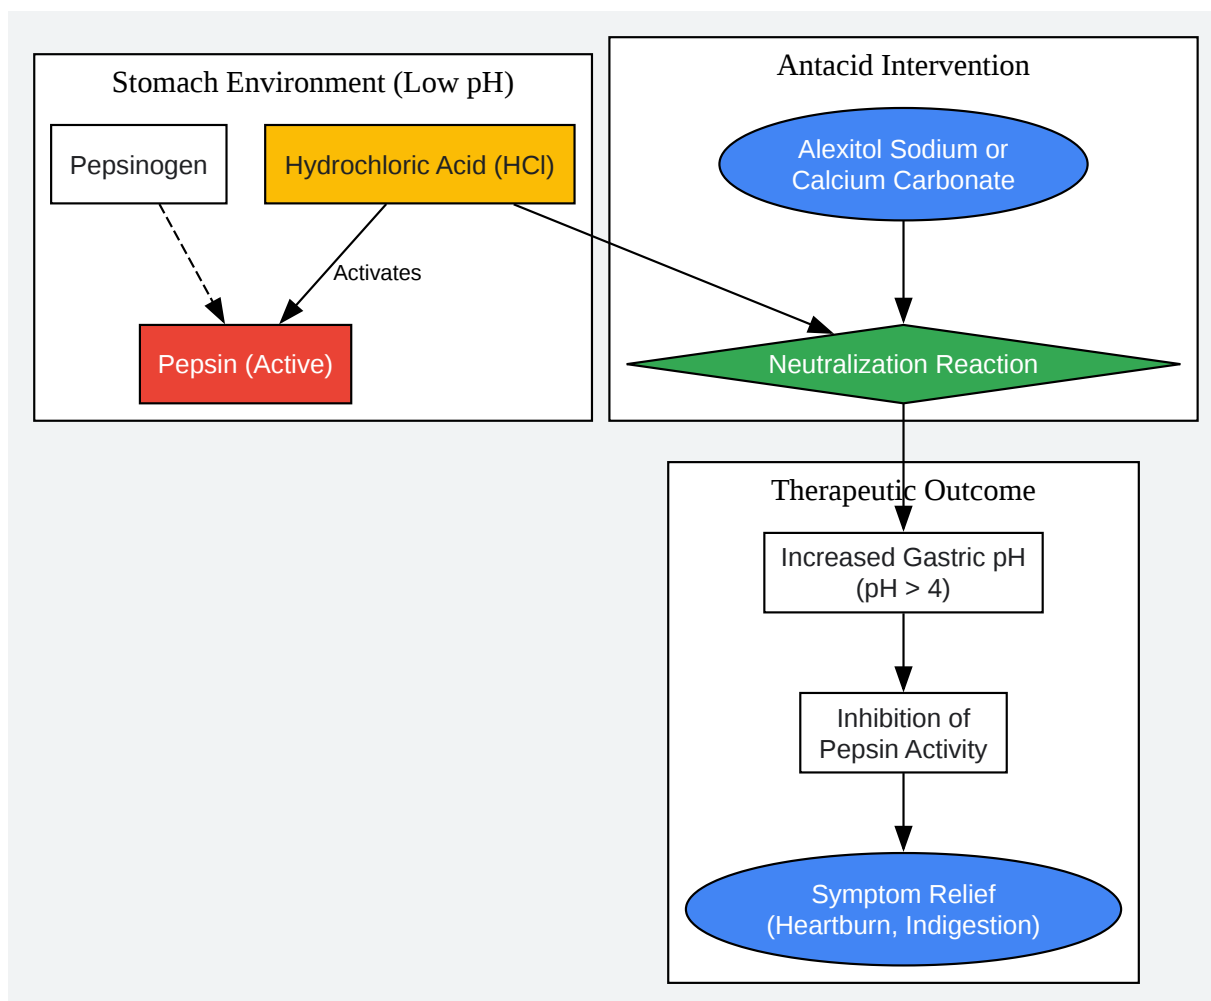 Stomach Environment (Low pH)
Pepsinogen
Hydrochloric Acid (HCl)
Activates
Pepsin (Active)
Antacid Intervention
Alexitol Sodium or
Calcium Carbonate
Neutralization Reaction
Therapeutic Outcome
Increased Gastric pH
(pH > 4)
Inhibition of
Pepsin Activity
Symptom Relief
(Heartburn, Indigestion)